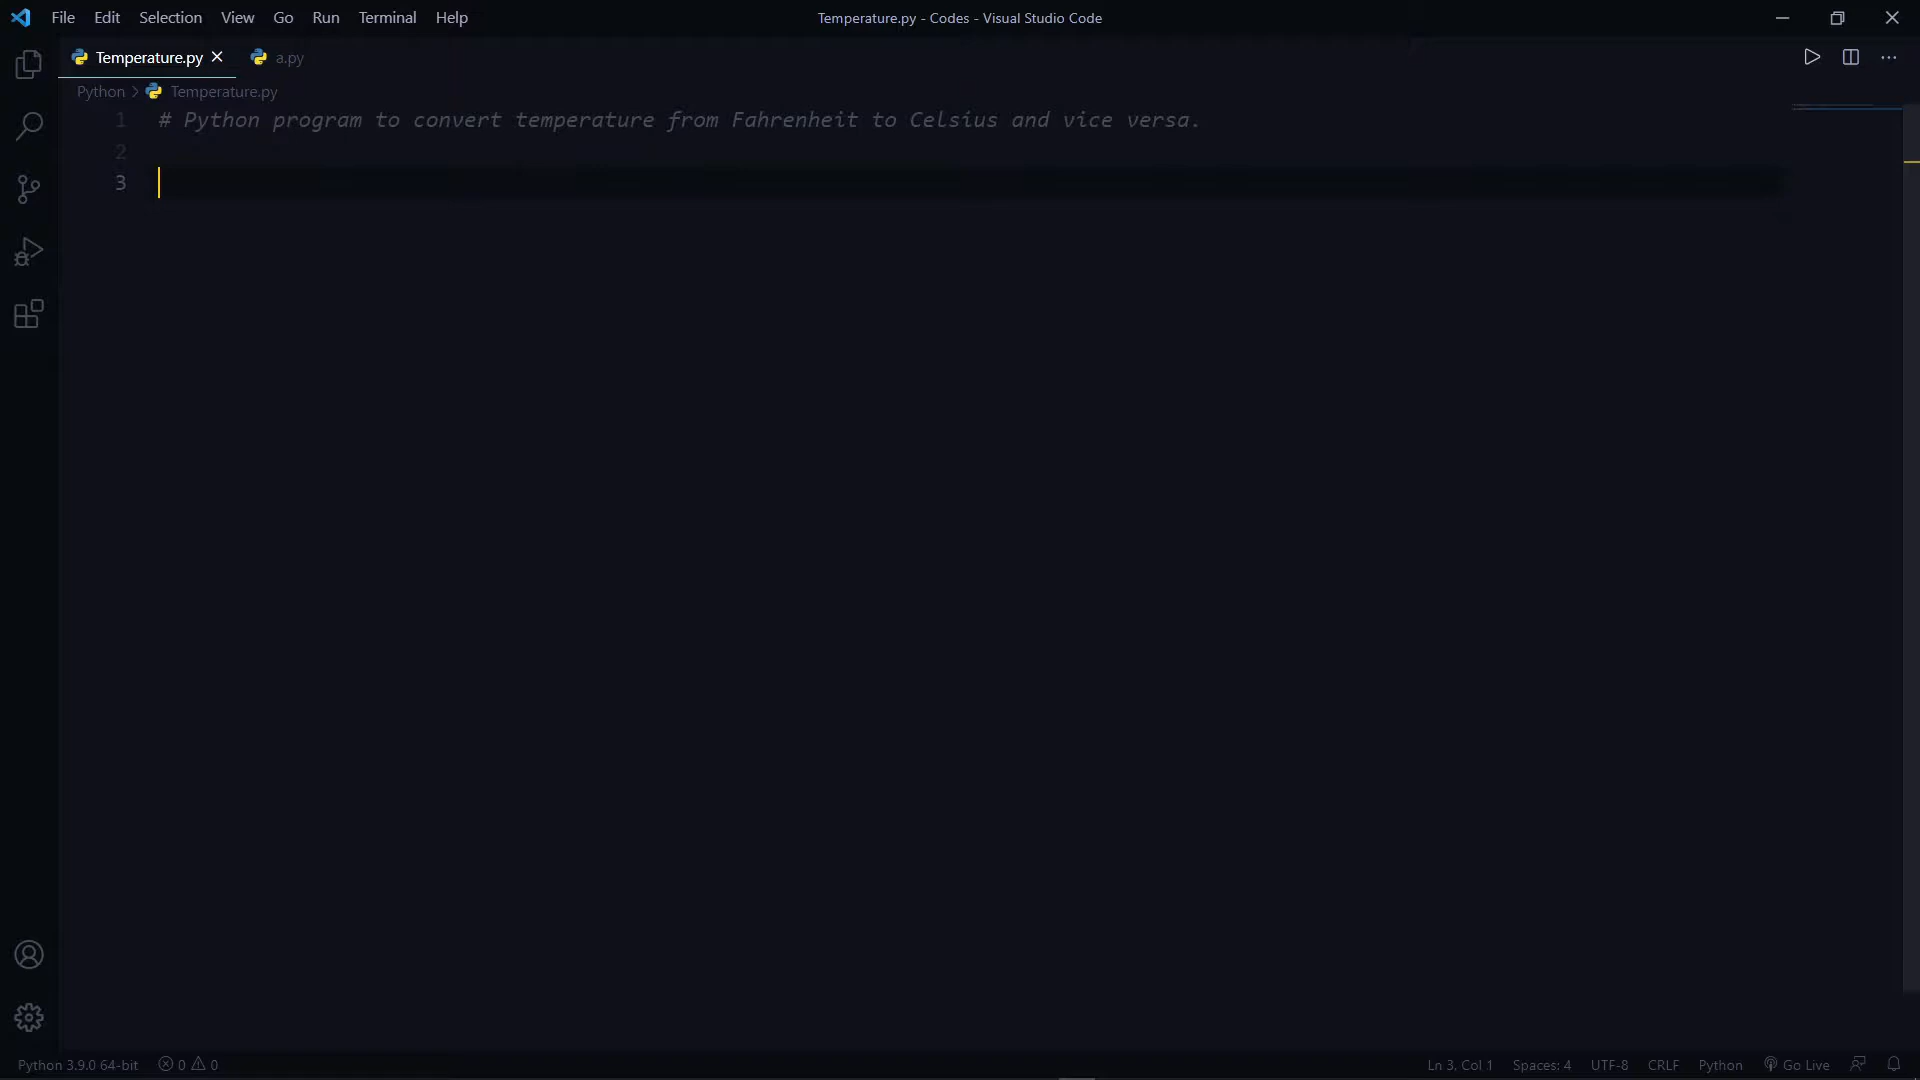 File Edit Selection View Go Run Terminal Help
Temperature.py - Codes - Visual Studio Code
Temperature.py a.py
Python > Temperature.py
1 # Python program to convert temperature from Fahrenheit to Celsius and vice versa.
2
3
Python 3.9.0 64-bit 0 0 Ln 3, Col 1 Spaces: 4 UTF-8 CRLF Python Go Live